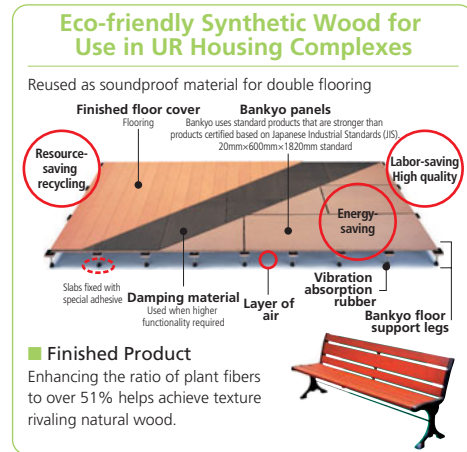 Eco-friendly Synthetic Wood for
Use in UR Housing Complexes
Reused as soundproof material for double flooring
Finished floor cover
Flooring
Bankyo panels
Bankyo uses standard products that are stronger than
products certified based on Japanese Industrial Standards (JIS).
20mm×600mm×1820mm standard
Resource-
saving
recycling
Labor-saving
High quality
Energy-
saving
Slabs fixed with
special adhesive
Damping material
Used when higher
functionality required
Layer of
air
Vibration
absorption
rubber
Bankyo floor
support legs
■ Finished Product
Enhancing the ratio of plant fibers
to over 51% helps achieve texture
rivaling natural wood.